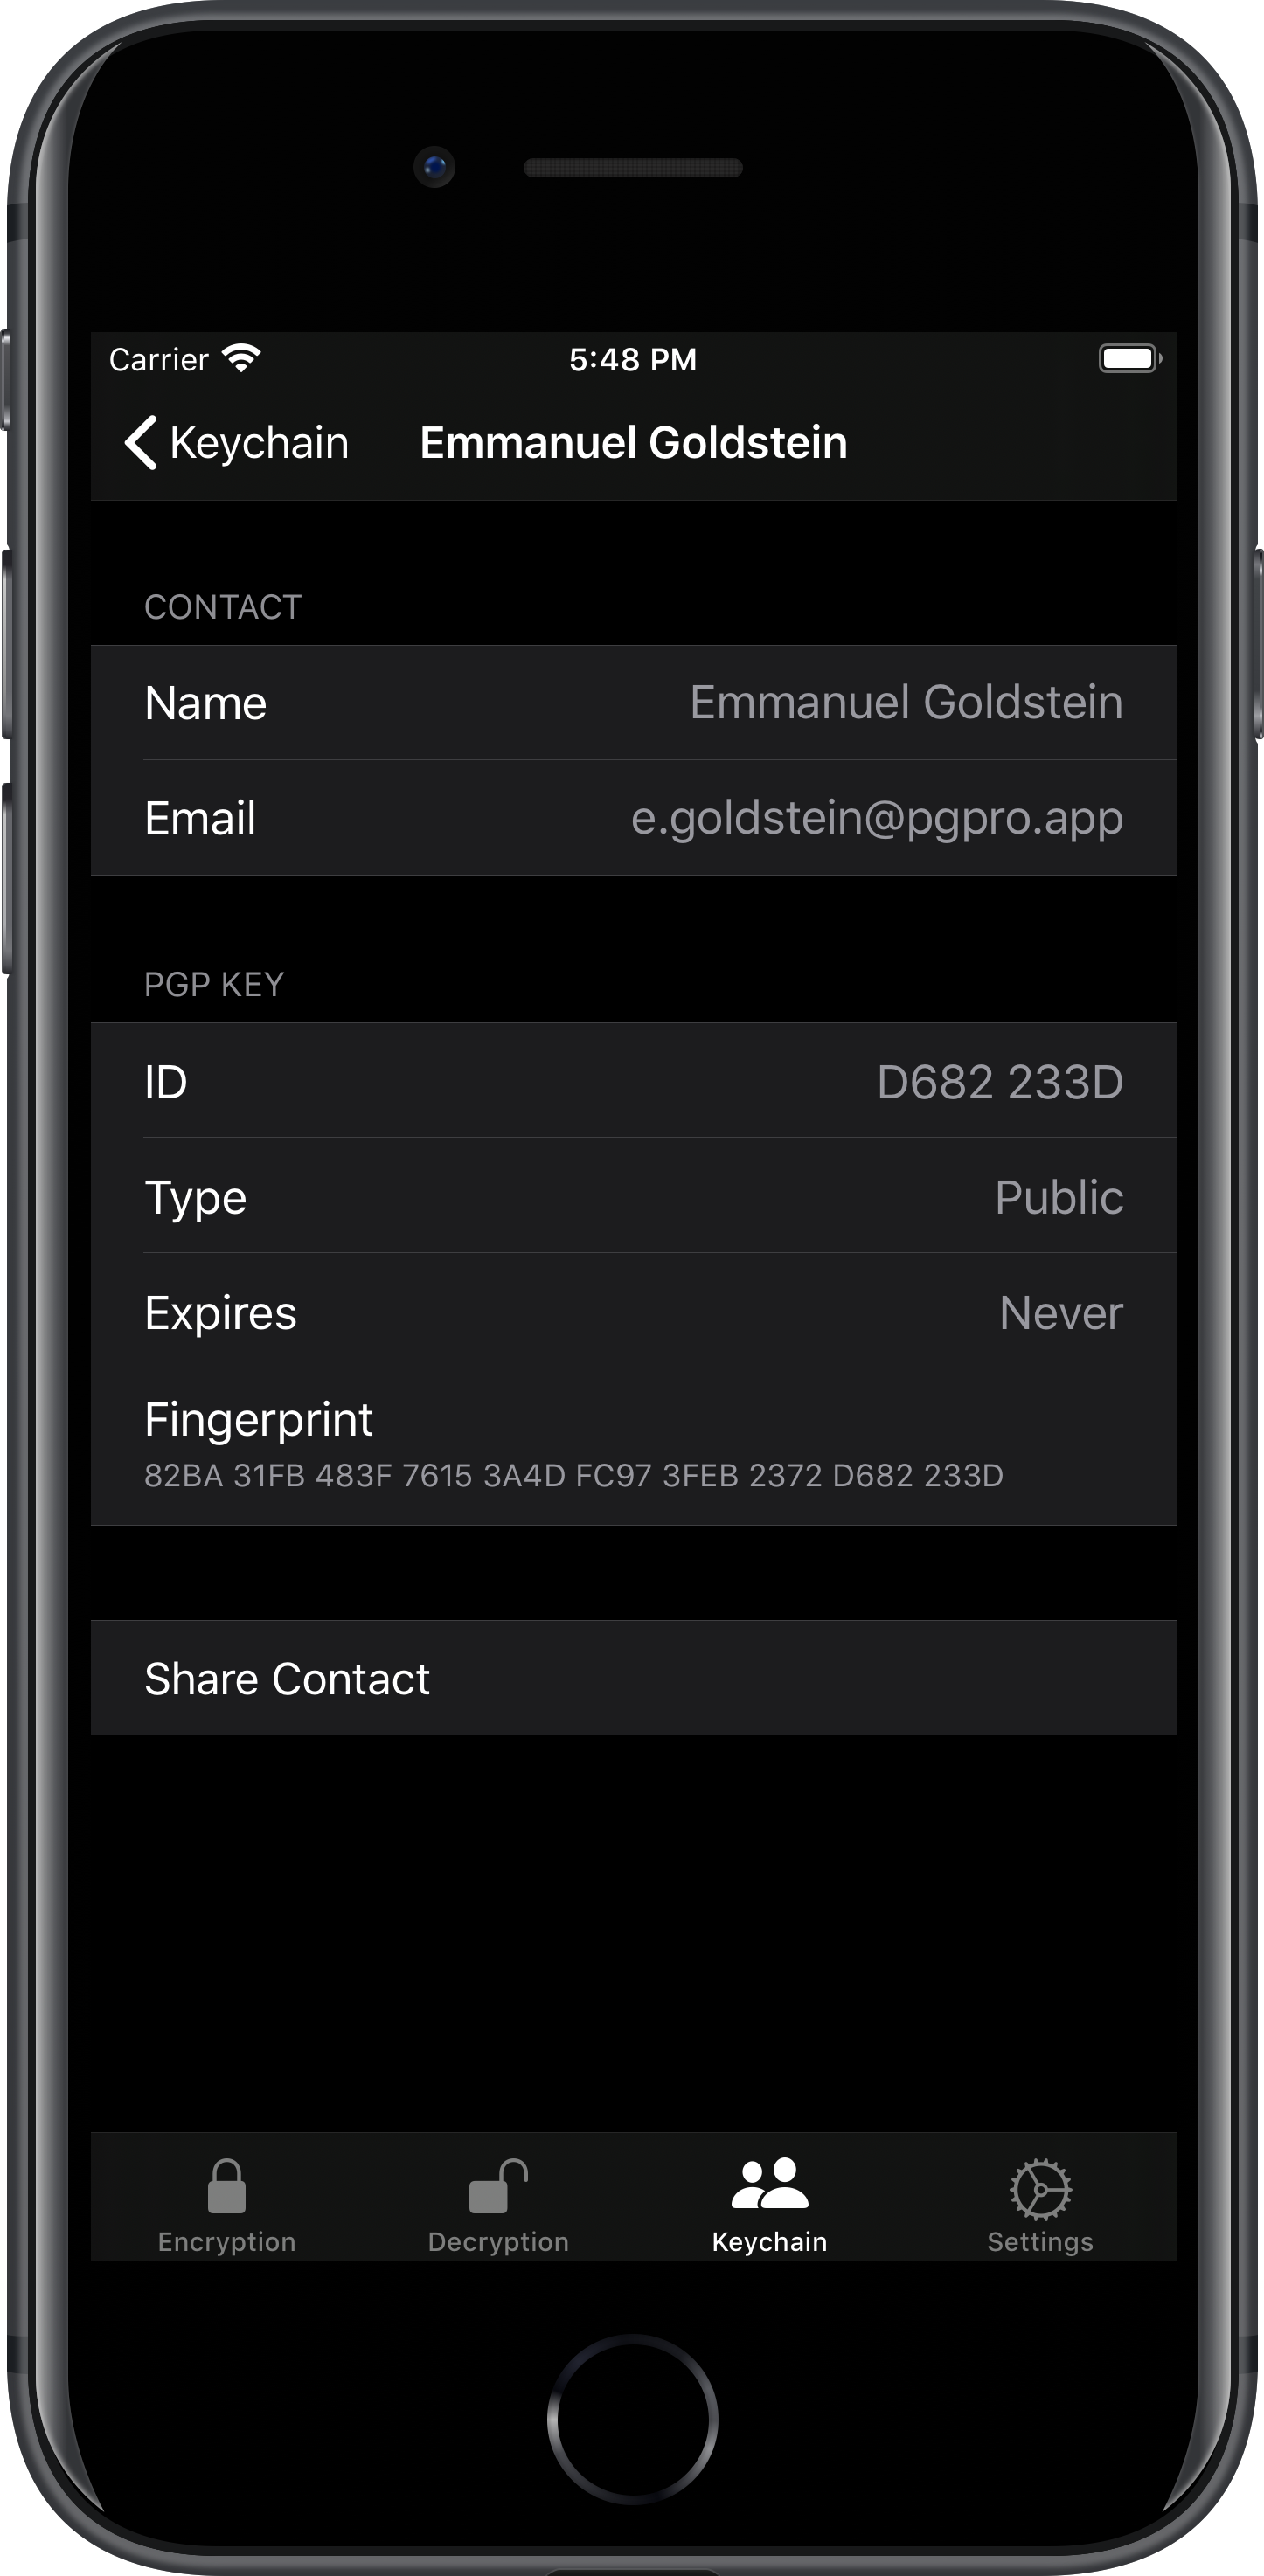 Carrier 5:48 PM
Keychain Emmanuel Goldstein
CONTACT
Name Emmanuel Goldstein
Email e.goldstein@pgpro.app
PGP KEY
ID D682 233D
Type Public
Expires Never
Fingerprint
82BA 31FB 483F 7615 3A4D FC97 3FEB 2372 D682 233D
Share Contact
Encryption Decryption Keychain Settings